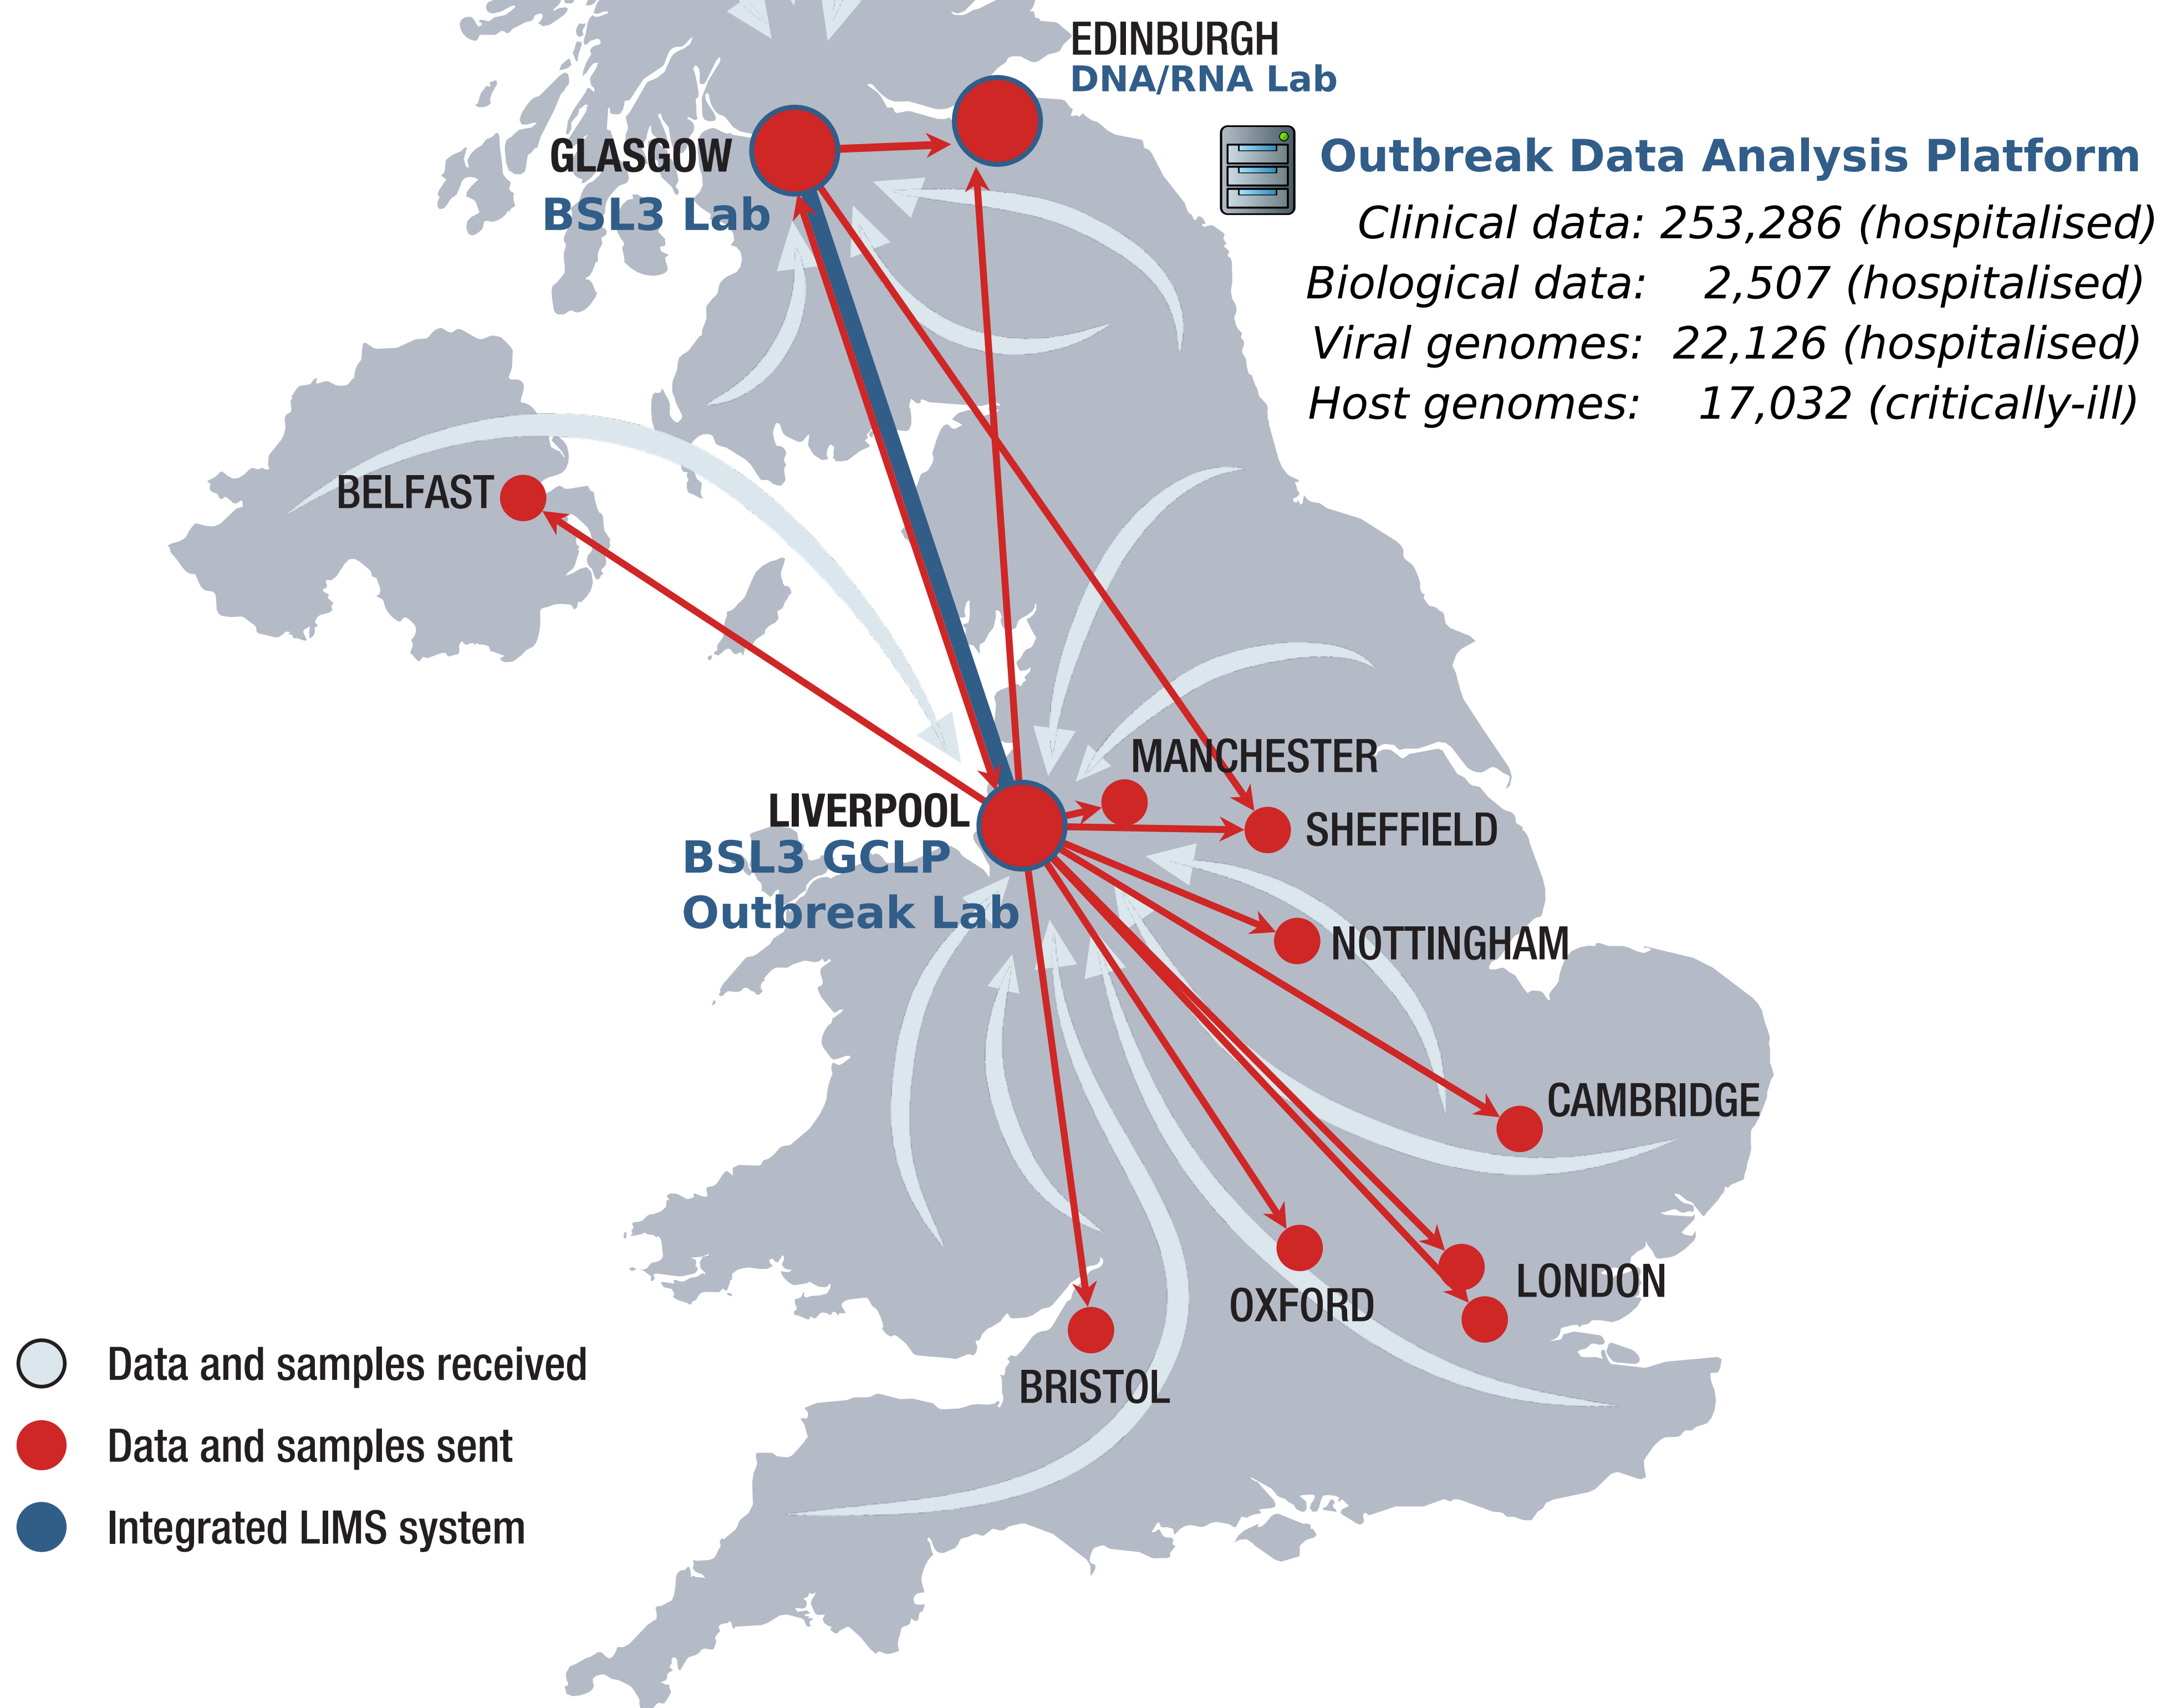 EDINBURGH
DNA/RNA Lab
GLASGOW
BSL3 Lab
Outbreak Data Analysis Platform
Clinical data: 253,286 (hospitalised)
Biological data: 2,507 (hospitalised)
Viral genomes: 22,126 (hospitalised)
Host genomes: 17,032 (critically-ill)
BELFAST
MANCHESTER
LIVERPOOL
BSL3 GCLP
Outbreak Lab
SHEFFIELD
NOTTINGHAM
CAMBRIDGE
LONDON
OXFORD
BRISTOL
Data and samples received
Data and samples sent
Integrated LIMS system